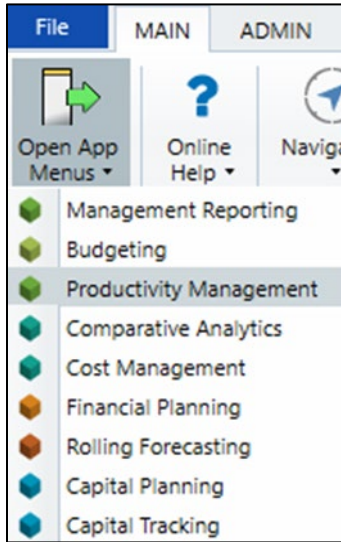 File MAIN ADMIN
Open App Menus
Online Help
?
Management Reporting
Budgeting
Productivity Management
Comparative Analytics
Cost Management
Financial Planning
Rolling Forecasting
Capital Planning
Capital Tracking